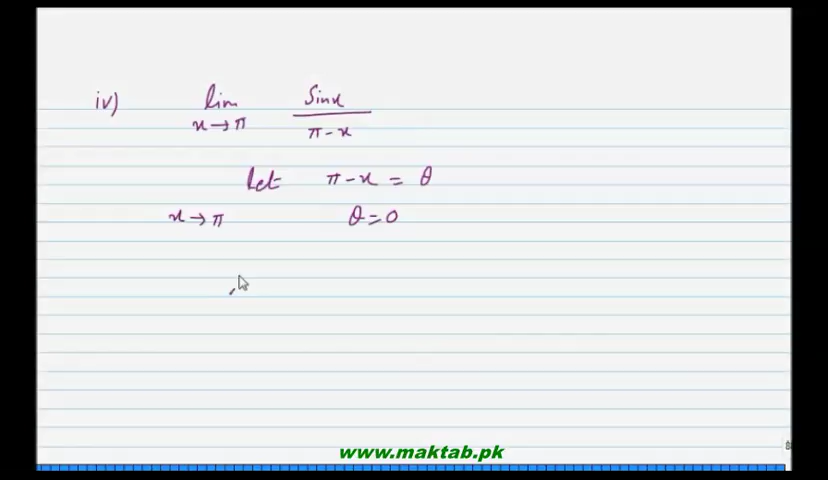 iv) lim x→π Sinx / π-x
Let π-x = θ
x→π θ=0
www.maktab.pk